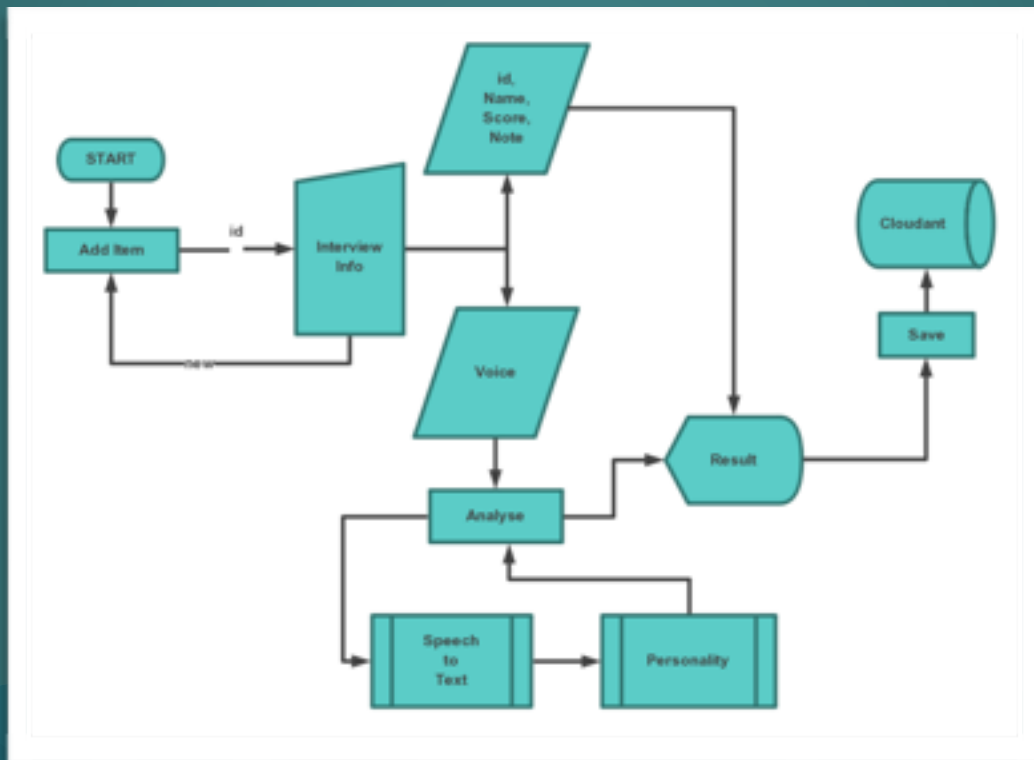 id,
Name,
Score,
Note
START
Add Item
id
Interview
Info
new
Cloudant
Save
Voice
Result
Analyse
Speech
to
Text
Personality